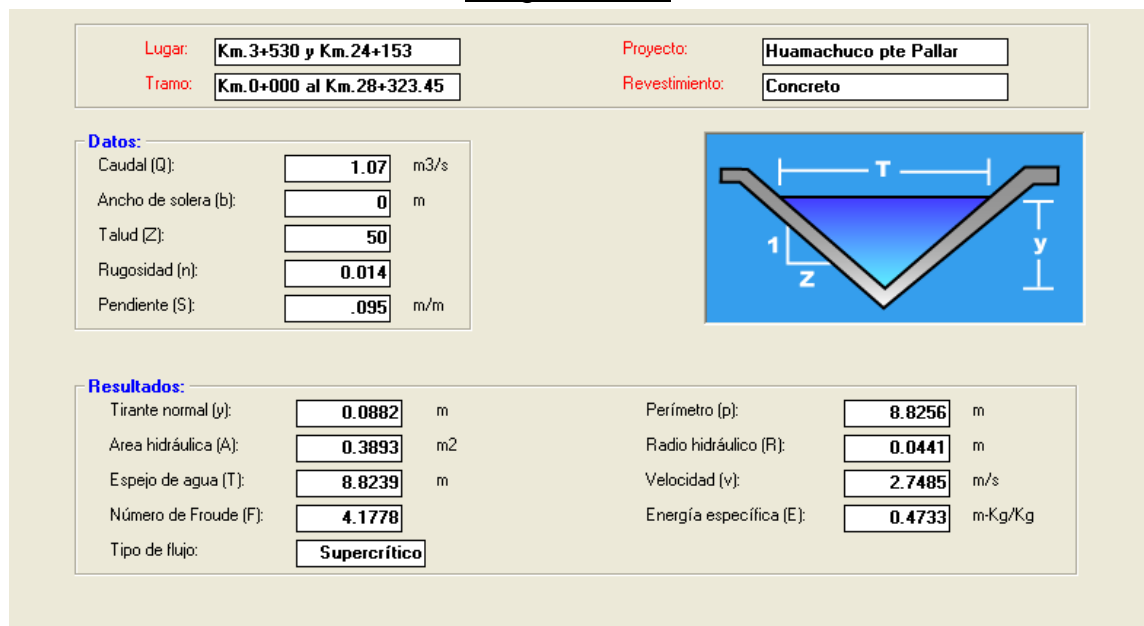 Lugar: Km.3+530 y Km.24+153 Proyecto: Huamachuco pte Pallar
Tramo: Km.0+000 al Km.28+323.45 Revestimiento: Concreto
Datos:
Caudal (Q): 1.07 m3/s
Ancho de solera (b): 0 m
Talud (Z): 50
Rugosidad (n): 0.014
Pendiente (S): .095 m/m
T
1
Z
y
Resultados:
Tirante normal (y): 0.0882 m Perímetro (p): 8.8256 m
Area hidráulica (A): 0.3893 m2 Radio hidráulico (R): 0.0441 m
Espejo de agua (T): 8.8239 m Velocidad (v): 2.7485 m/s
Número de Froude (F): 4.1778 Energía específica (E): 0.4733 m-Kg/Kg
Tipo de flujo: Supercrítico